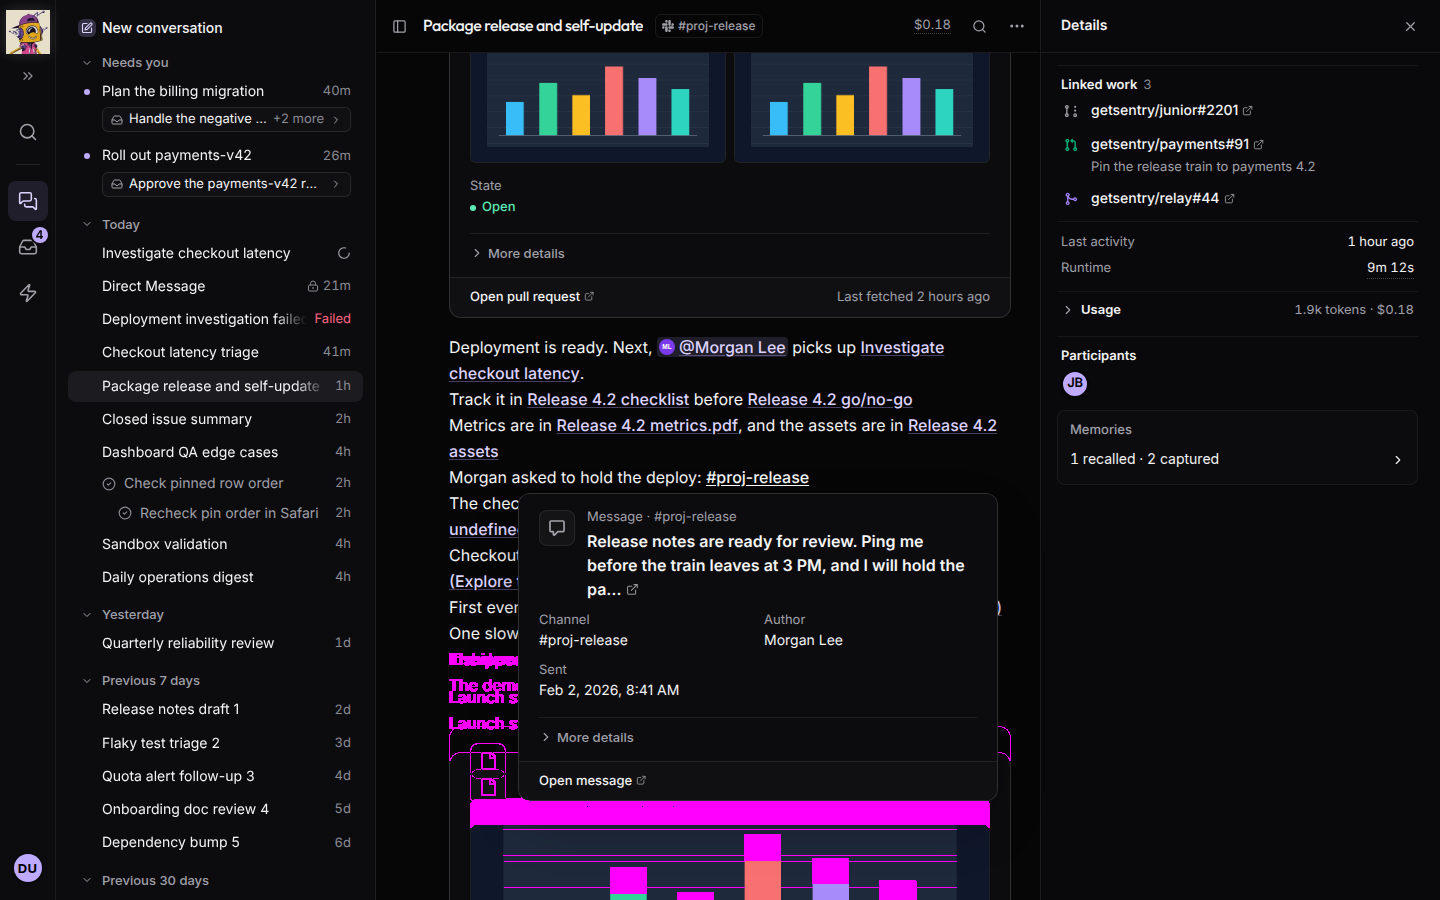 New conversation
Needs you
Plan the billing migration 40m
Handle the negative ... +2 more
Roll out payments-v42 26m
Approve the payments-v42 r...
Today
Investigate checkout latency
Direct Message 21m
Deployment investigation failed Failed
Checkout latency triage 41m
Package release and self-update 1h
Closed issue summary 2h
Dashboard QA edge cases 4h
Check pinned row order 2h
Recheck pin order in Safari 2h
Sandbox validation 4h
Daily operations digest 4h
Yesterday
Quarterly reliability review 1d
Previous 7 days
Release notes draft 1 2d
Flaky test triage 2 3d
Quota alert follow-up 3 4d
Onboarding doc review 4 5d
Dependency bump 5 6d
Previous 30 days
4
DU
Package release and self-update #proj-release $0.18
State
Open
More details
Open pull request Last fetched 2 hours ago
Deployment is ready. Next, ML @Morgan Lee picks up Investigate
checkout latency.
Track it in Release 4.2 checklist before Release 4.2 go/no-go
Metrics are in Release 4.2 metrics.pdf, and the assets are in Release 4.2
assets
Morgan asked to hold the deploy: #proj-release
The chec
undefine
Checkout
(Explore
First ever )
One slow
The demo
Launch s
Launch s
Message · #proj-release
Release notes are ready for review. Ping me
before the train leaves at 3 PM, and I will hold the
pa...
Channel Author
#proj-release Morgan Lee
Sent
Feb 2, 2026, 8:41 AM
More details
Open message
Details
Linked work 3
getsentry/junior#2201
getsentry/payments#91
Pin the release train to payments 4.2
getsentry/relay#44
Last activity 1 hour ago
Runtime 9m 12s
Usage 1.9k tokens · $0.18
Participants
JB
Memories
1 recalled · 2 captured